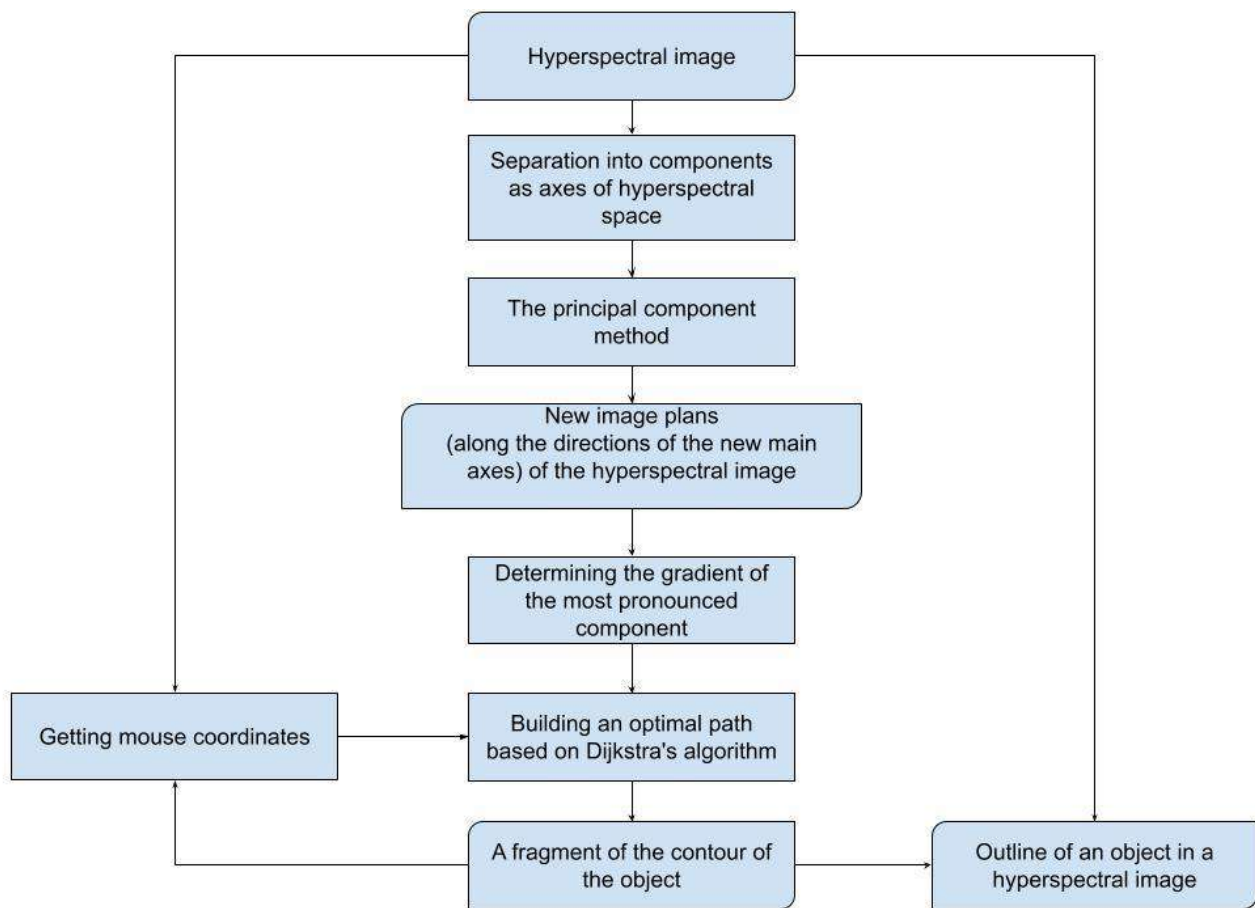 Hyperspectral image
Separation into components
as axes of hyperspectral
space
The principal component
method
New image plans
(along the directions of the new main
axes) of the hyperspectral image
Determining the gradient of
the most pronounced
component
Getting mouse coordinates
Building an optimal path
based on Dijkstra's algorithm
A fragment of the contour of
the object
Outline of an object in a
hyperspectral image